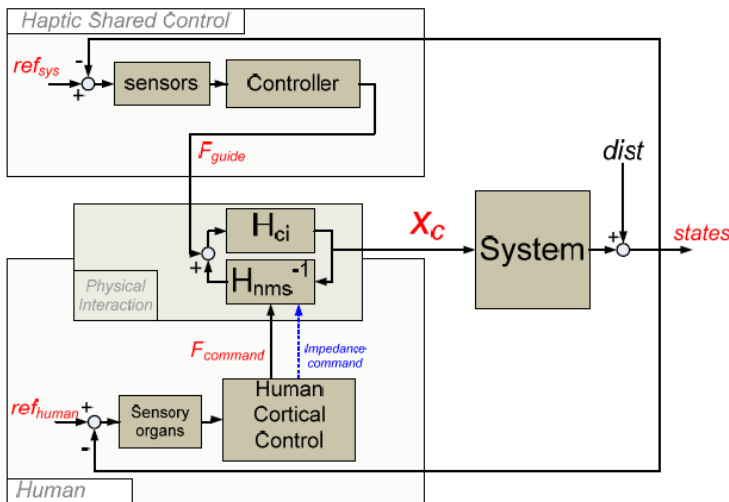 Haptic Shared Control
-
ref_sys
+
sensors
Controller
F_guide
dist
H_ci
X_c
System
+
states
+
H_nms^-1
Physical
Interaction
F_command
Impedance
command
ref_human
+
-
Sensory
organs
Human
Cortical
Control
Human